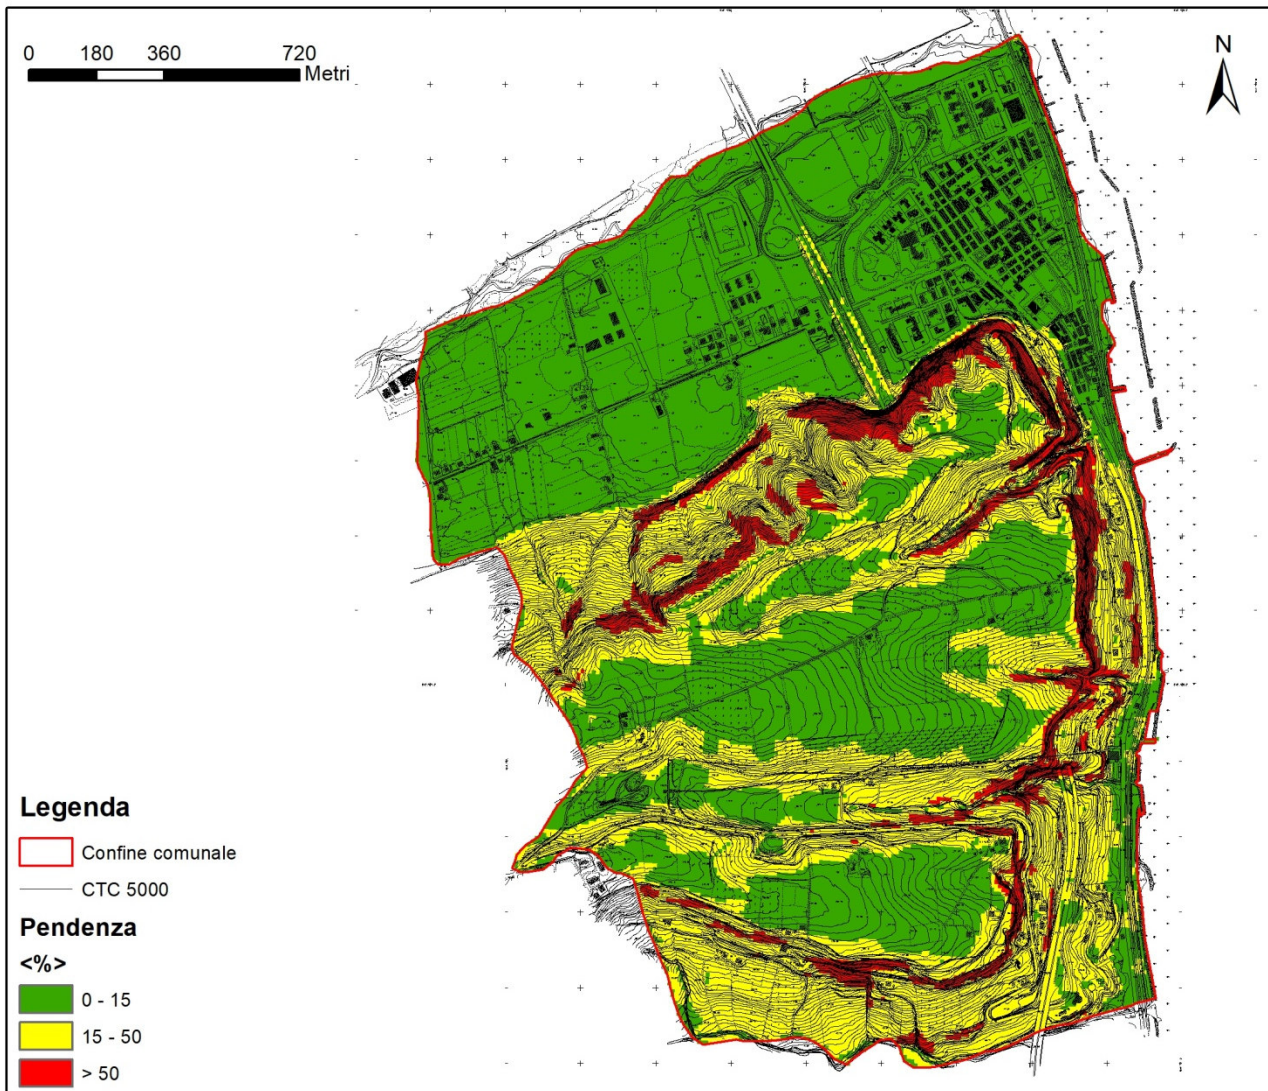 0 180 360 720
Metri
N
Legenda
Confine comunale
CTC 5000
Pendenza
<%>
0 - 15
15 - 50
> 50